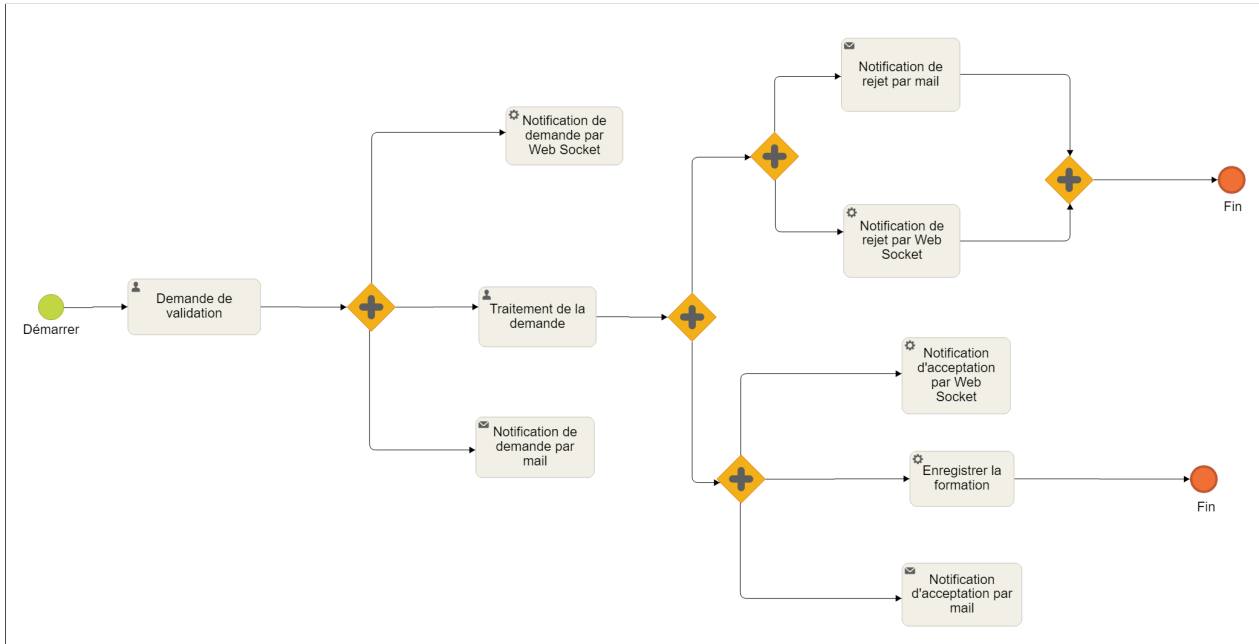 Démarrer
Demande de
validation
Notification de
demande par
Web Socket
Traitement de la
demande
Notification de
demande par
mail
Notification de
rejet par mail
Notification de
rejet par Web
Socket
Fin
Notification
d'acceptation
par Web
Socket
Enregistrer la
formation
Fin
Notification
d'acceptation par
mail